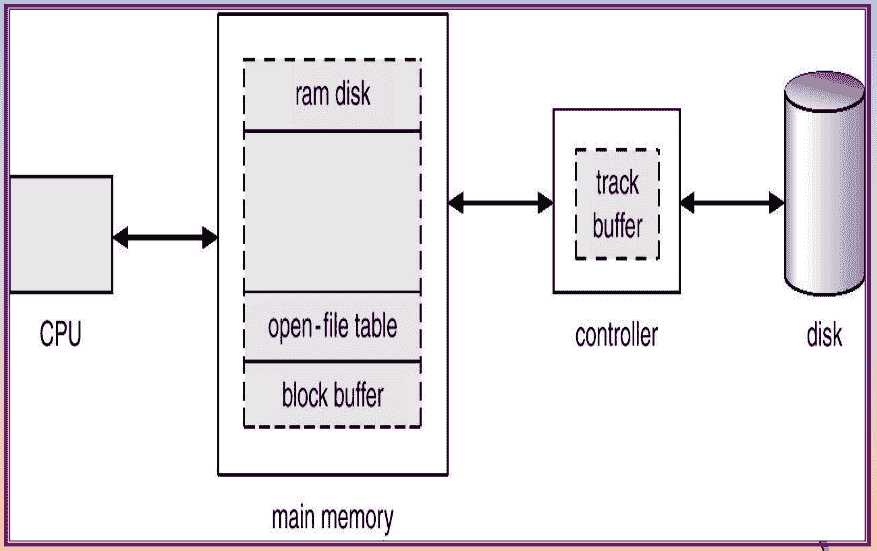 ram disk
track
buffer
open-file table
CPU
controller
disk
block buffer
main memory